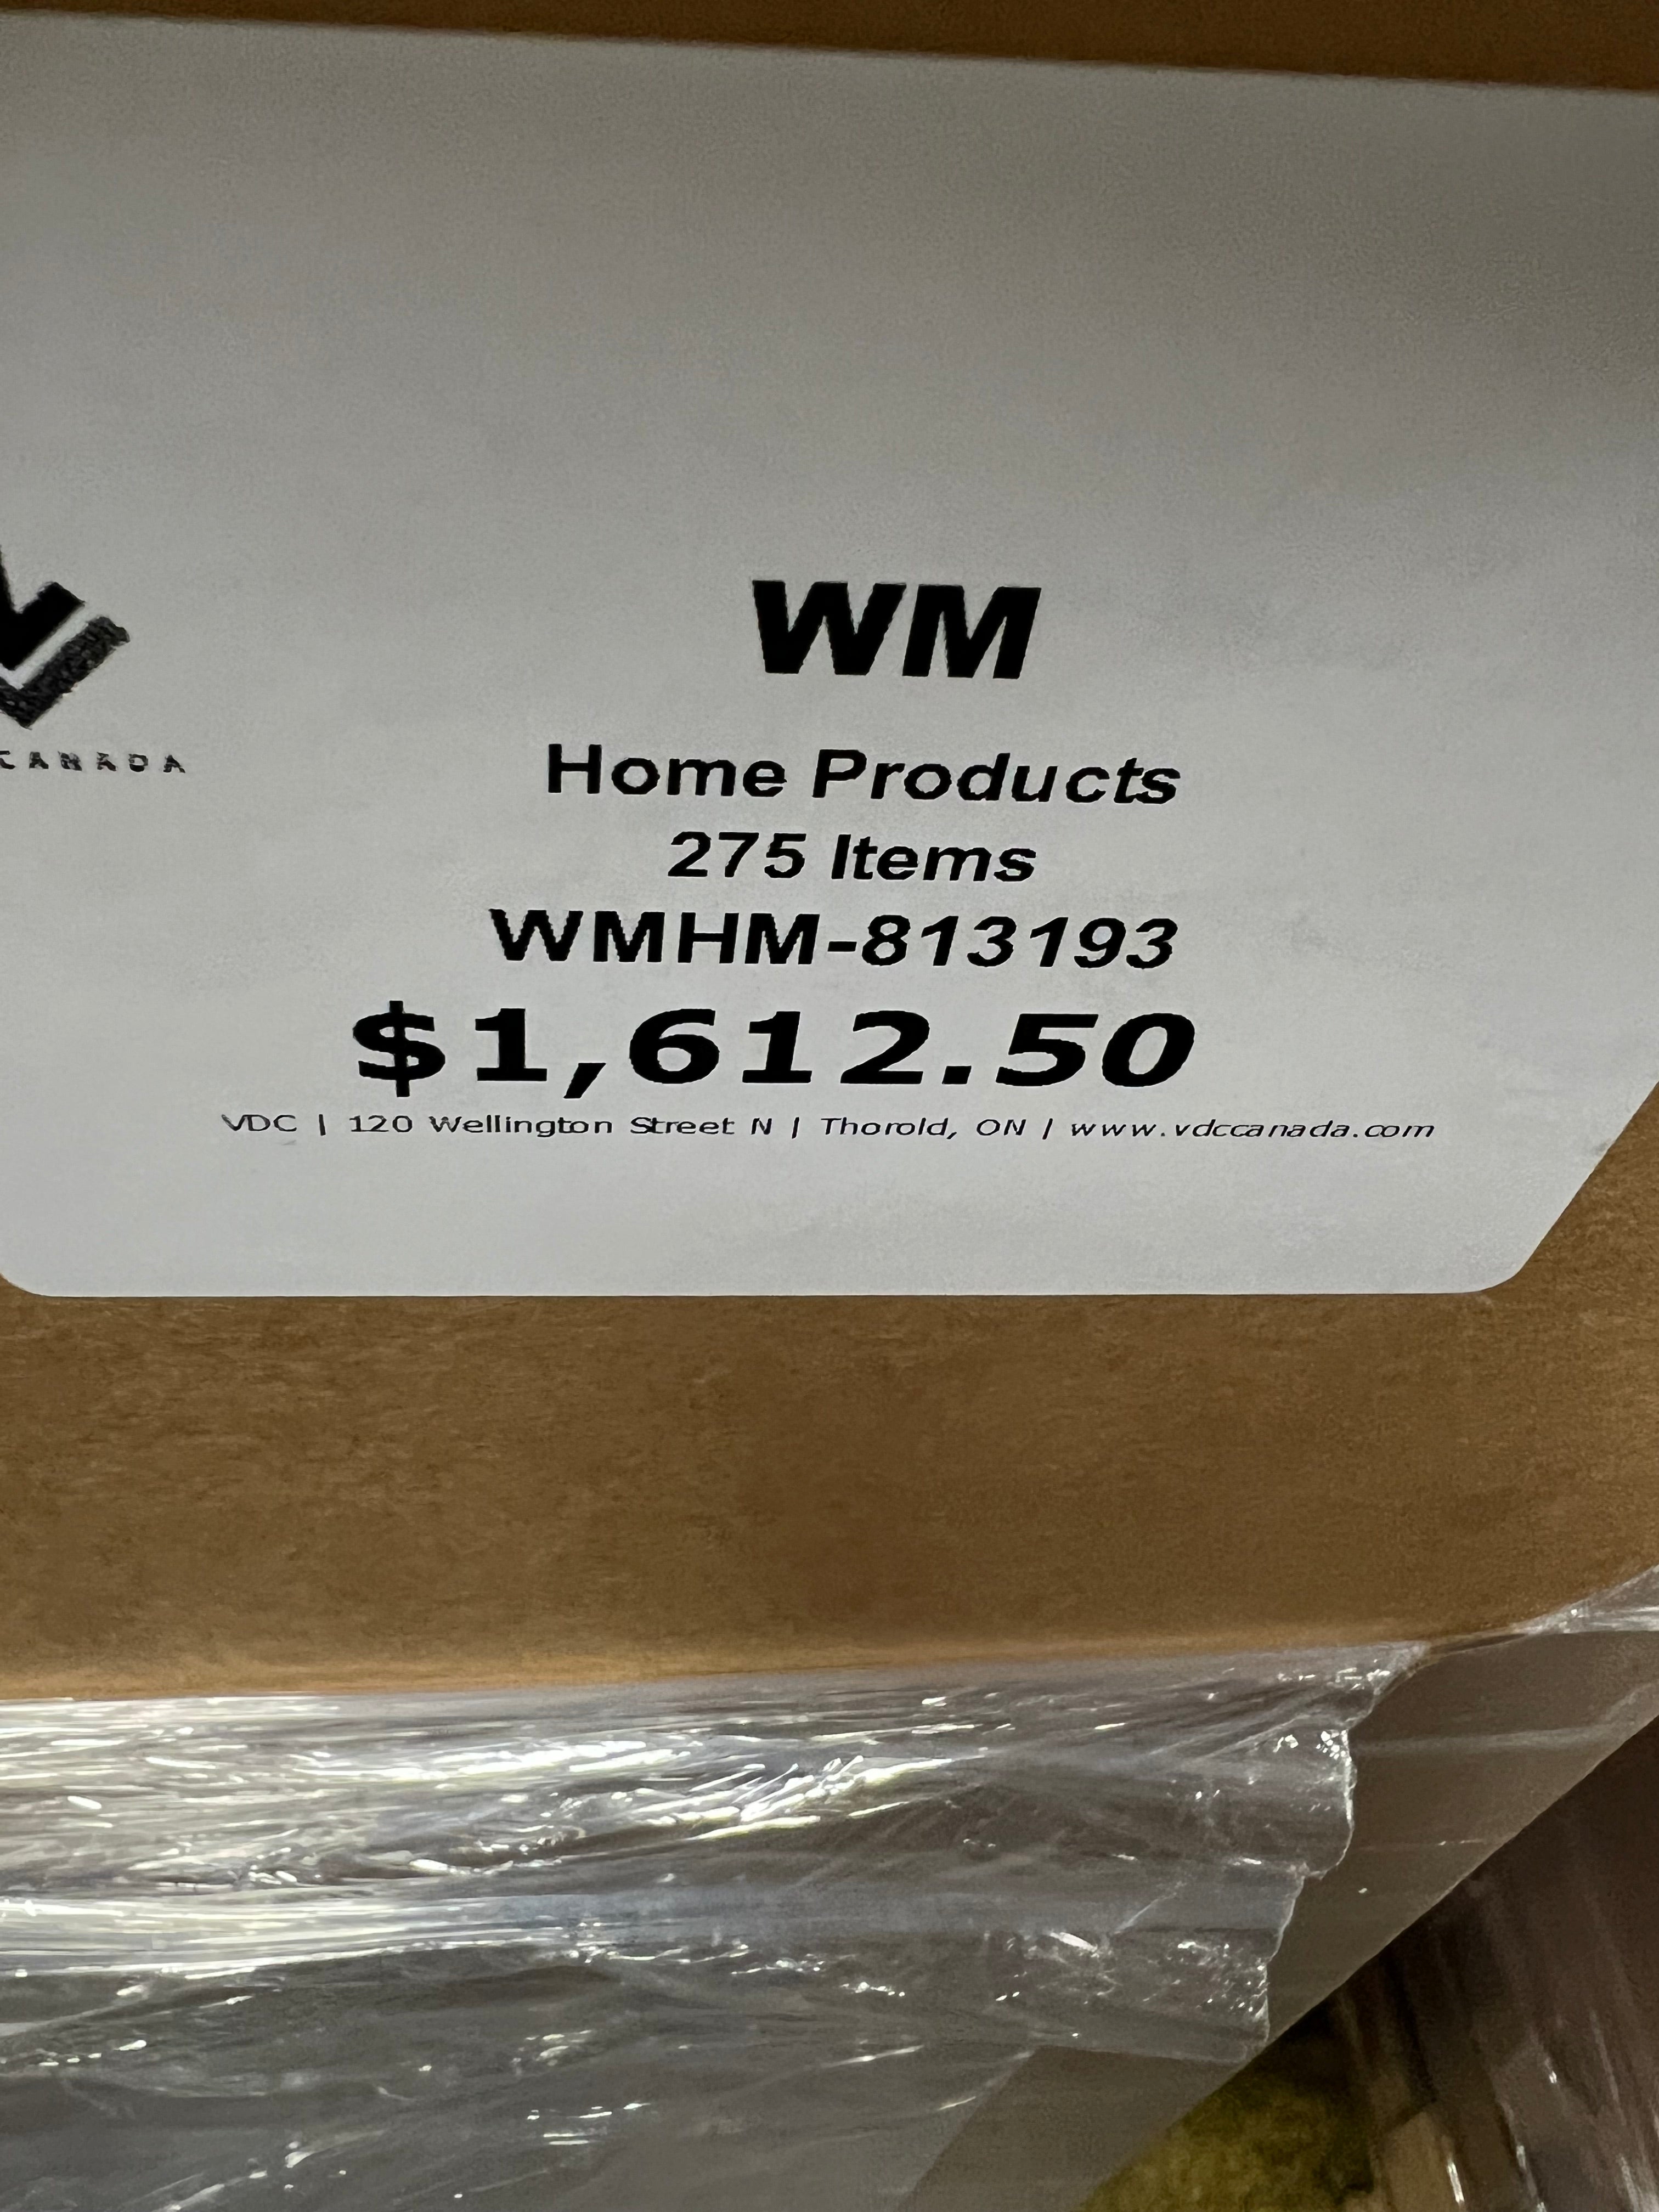 WM
CANADA
Home Products
275 Items
WMHM-813193
$1,612.50
VDC | 120 Wellington Street N | Thorold, ON | www.vdccanada.com